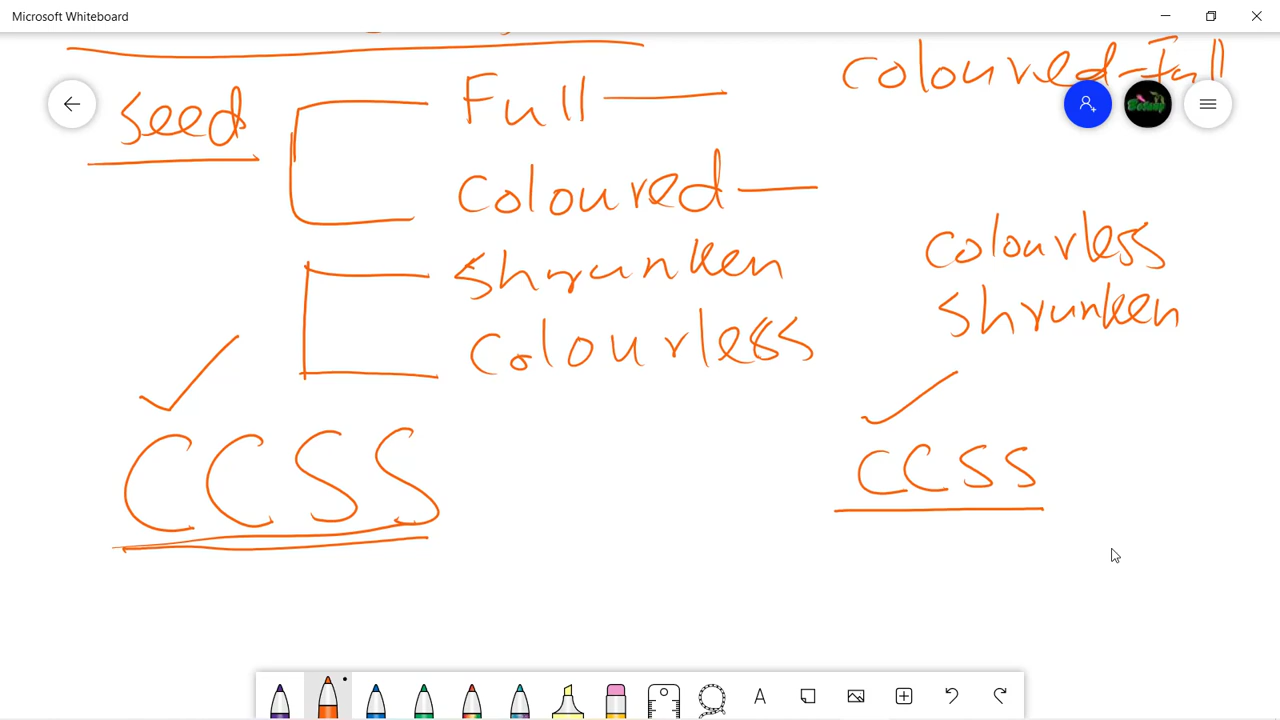 Microsoft Whiteboard
coloured-Full
Seed
Full
Coloured
Shrunken
Colourless
colourless
shrunken
CCSS
ccss
A